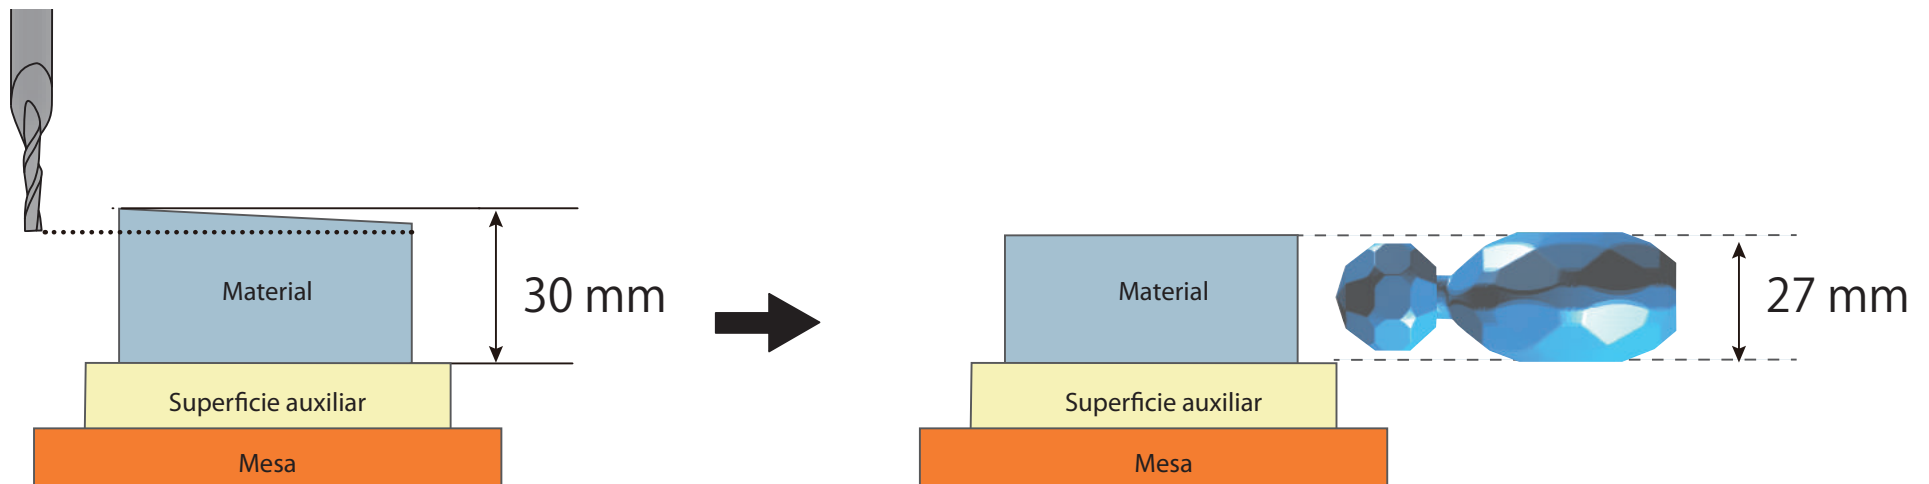 Material
30 mm
Superficie auxiliar
Mesa
Material
27 mm
Superficie auxiliar
Mesa